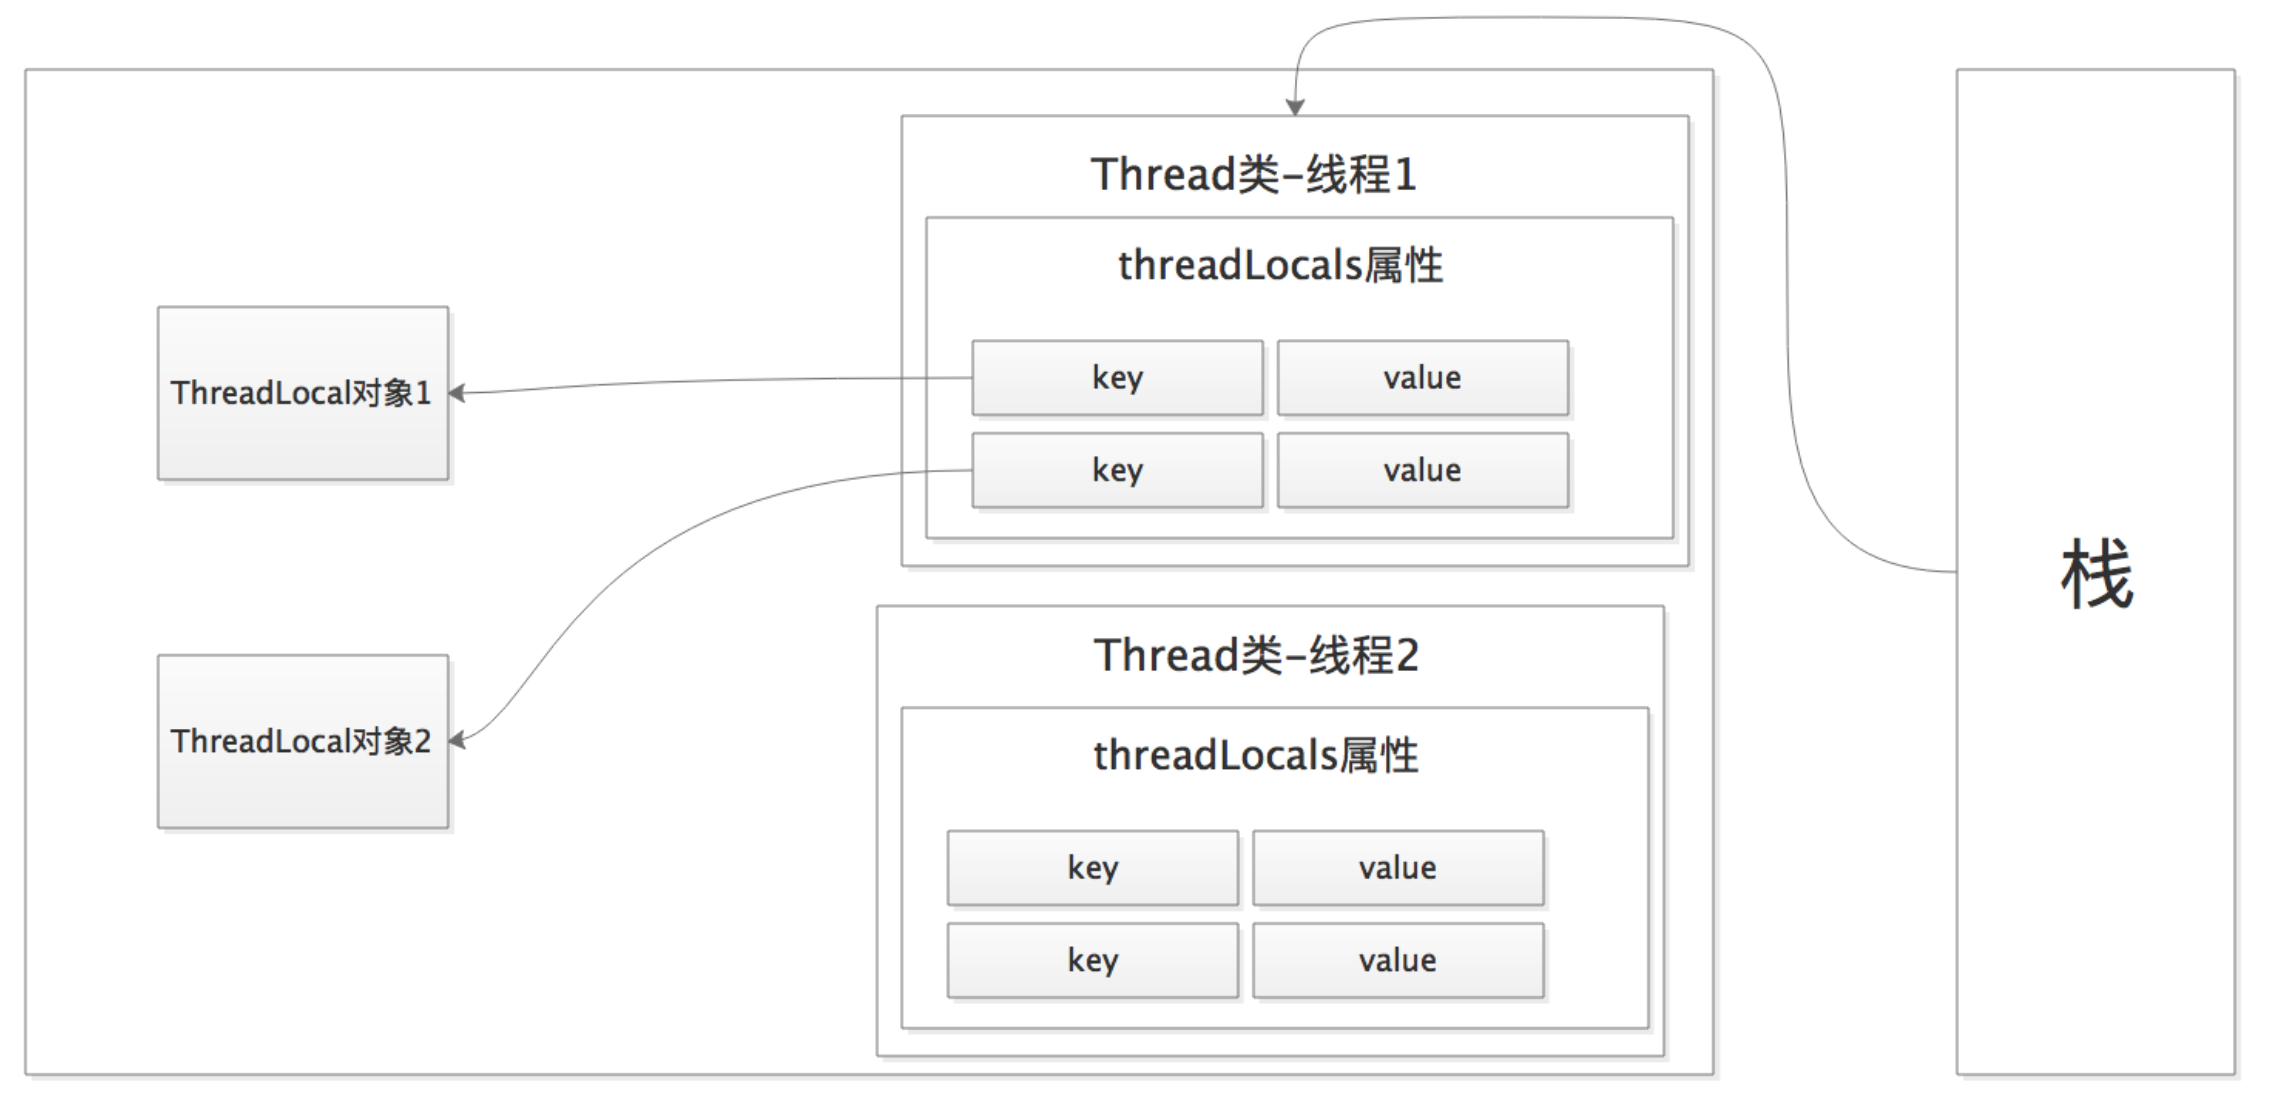 Thread类-线程1
threadLocals属性
key value
key value
ThreadLocal对象1
ThreadLocal对象2
Thread类-线程2
threadLocals属性
key value
key value
栈